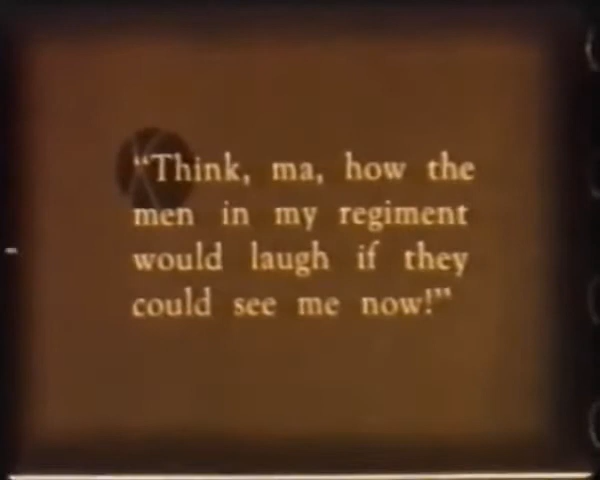 “Think, ma, how the
men in my regiment
would laugh if they
could see me now!”